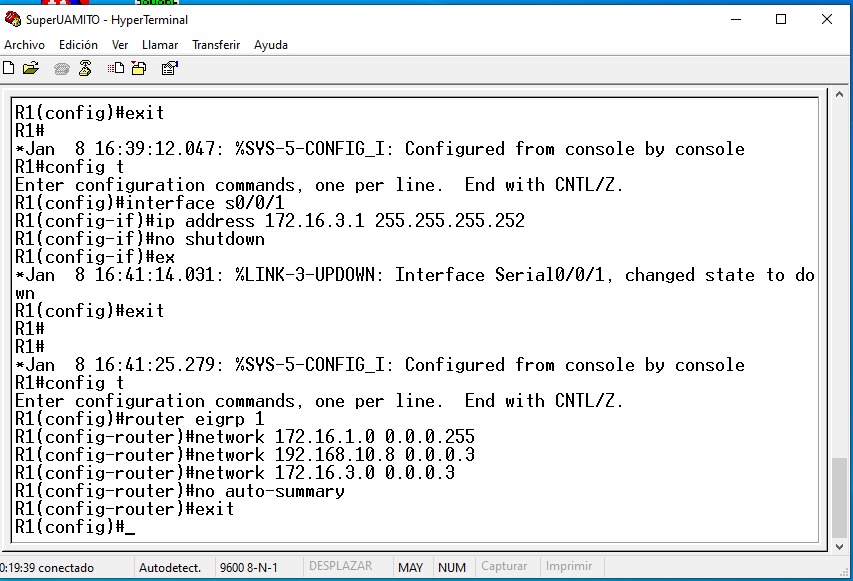 SuperUAMITO - HyperTerminal
Archivo Edición Ver Llamar Transferir Ayuda
R1(config)#exit
R1#
*Jan  8 16:39:12.047: %SYS-5-CONFIG_I: Configured from console by console
R1#config t
Enter configuration commands, one per line.  End with CNTL/Z.
R1(config)#interface s0/0/1
R1(config-if)#ip address 172.16.3.1 255.255.255.252
R1(config-if)#no shutdown
R1(config-if)#ex
*Jan  8 16:41:14.031: %LINK-3-UPDOWN: Interface Serial0/0/1, changed state to do
wn
R1(config)#exit
R1#
R1#
*Jan  8 16:41:25.279: %SYS-5-CONFIG_I: Configured from console by console
R1#config t
Enter configuration commands, one per line.  End with CNTL/Z.
R1(config)#router eigrp 1
R1(config-router)#network 172.16.1.0 0.0.0.255
R1(config-router)#network 192.168.10.8 0.0.0.3
R1(config-router)#network 172.16.3.0 0.0.0.3
R1(config-router)#no auto-summary
R1(config-router)#exit
R1(config)#_
0:19:39 conectado Autodetect. 9600 8-N-1 DESPLAZAR MAY NUM Capturar Imprimir